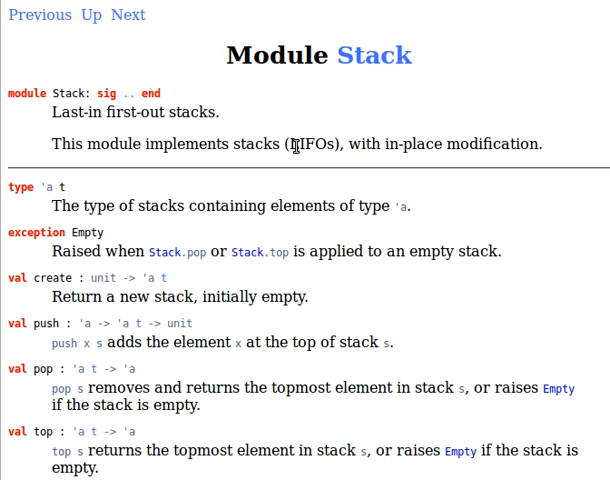 Previous Up Next
Module Stack
module Stack: sig .. end
Last-in first-out stacks.
This module implements stacks (LIFOs), with in-place modification.
type 'a t
The type of stacks containing elements of type 'a.
exception Empty
Raised when Stack.pop or Stack.top is applied to an empty stack.
val create : unit -> 'a t
Return a new stack, initially empty.
val push : 'a -> 'a t -> unit
push x s adds the element x at the top of stack s.
val pop : 'a t -> 'a
pop s removes and returns the topmost element in stack s, or raises Empty
if the stack is empty.
val top : 'a t -> 'a
top s returns the topmost element in stack s, or raises Empty if the stack is
empty.